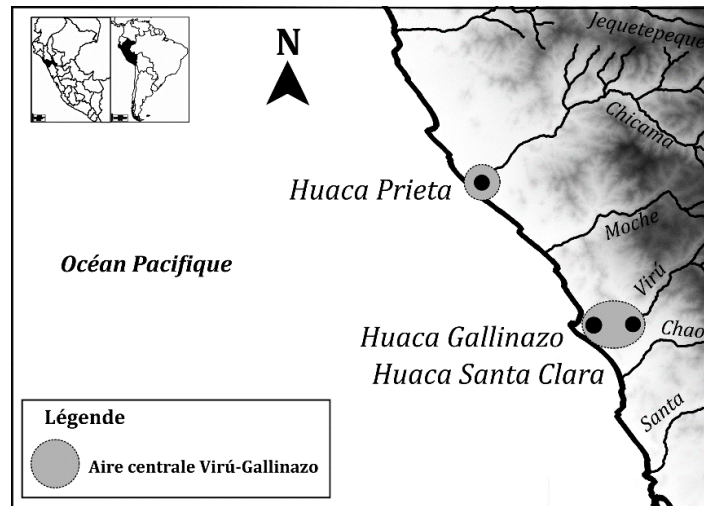 N
Jequetepeque
Chicama
Huaca Prieta
Moche
Océan Pacifique
Virú
Huaca Gallinazo
Chao
Huaca Santa Clara
Santa
Légende
Aire centrale Virú-Gallinazo